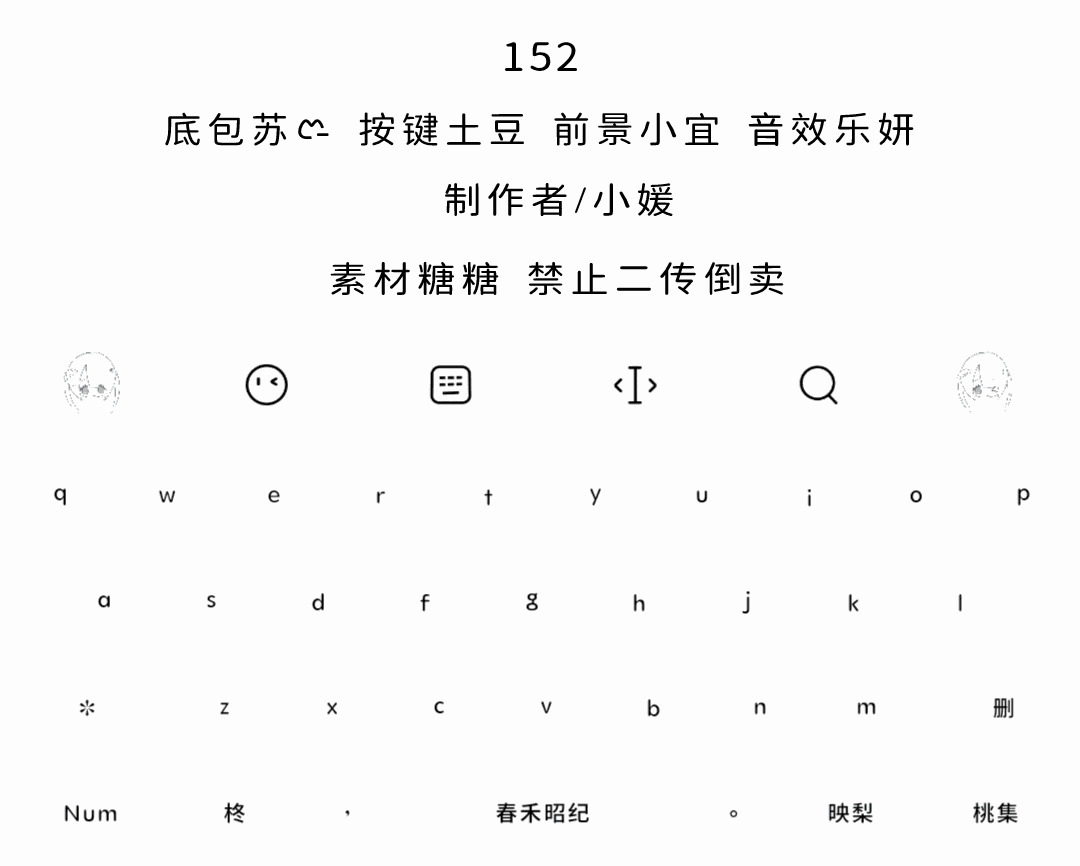 152
底包苏ෆ 按键土豆 前景小宜 音效乐妍
制作者/小媛
素材糖糖 禁止二传倒卖
q w e r t y u i o p
a s d f g h j k l
✼ z x c v b n m 删
Num 柊 , 春禾昭纪 。 映梨 桃集